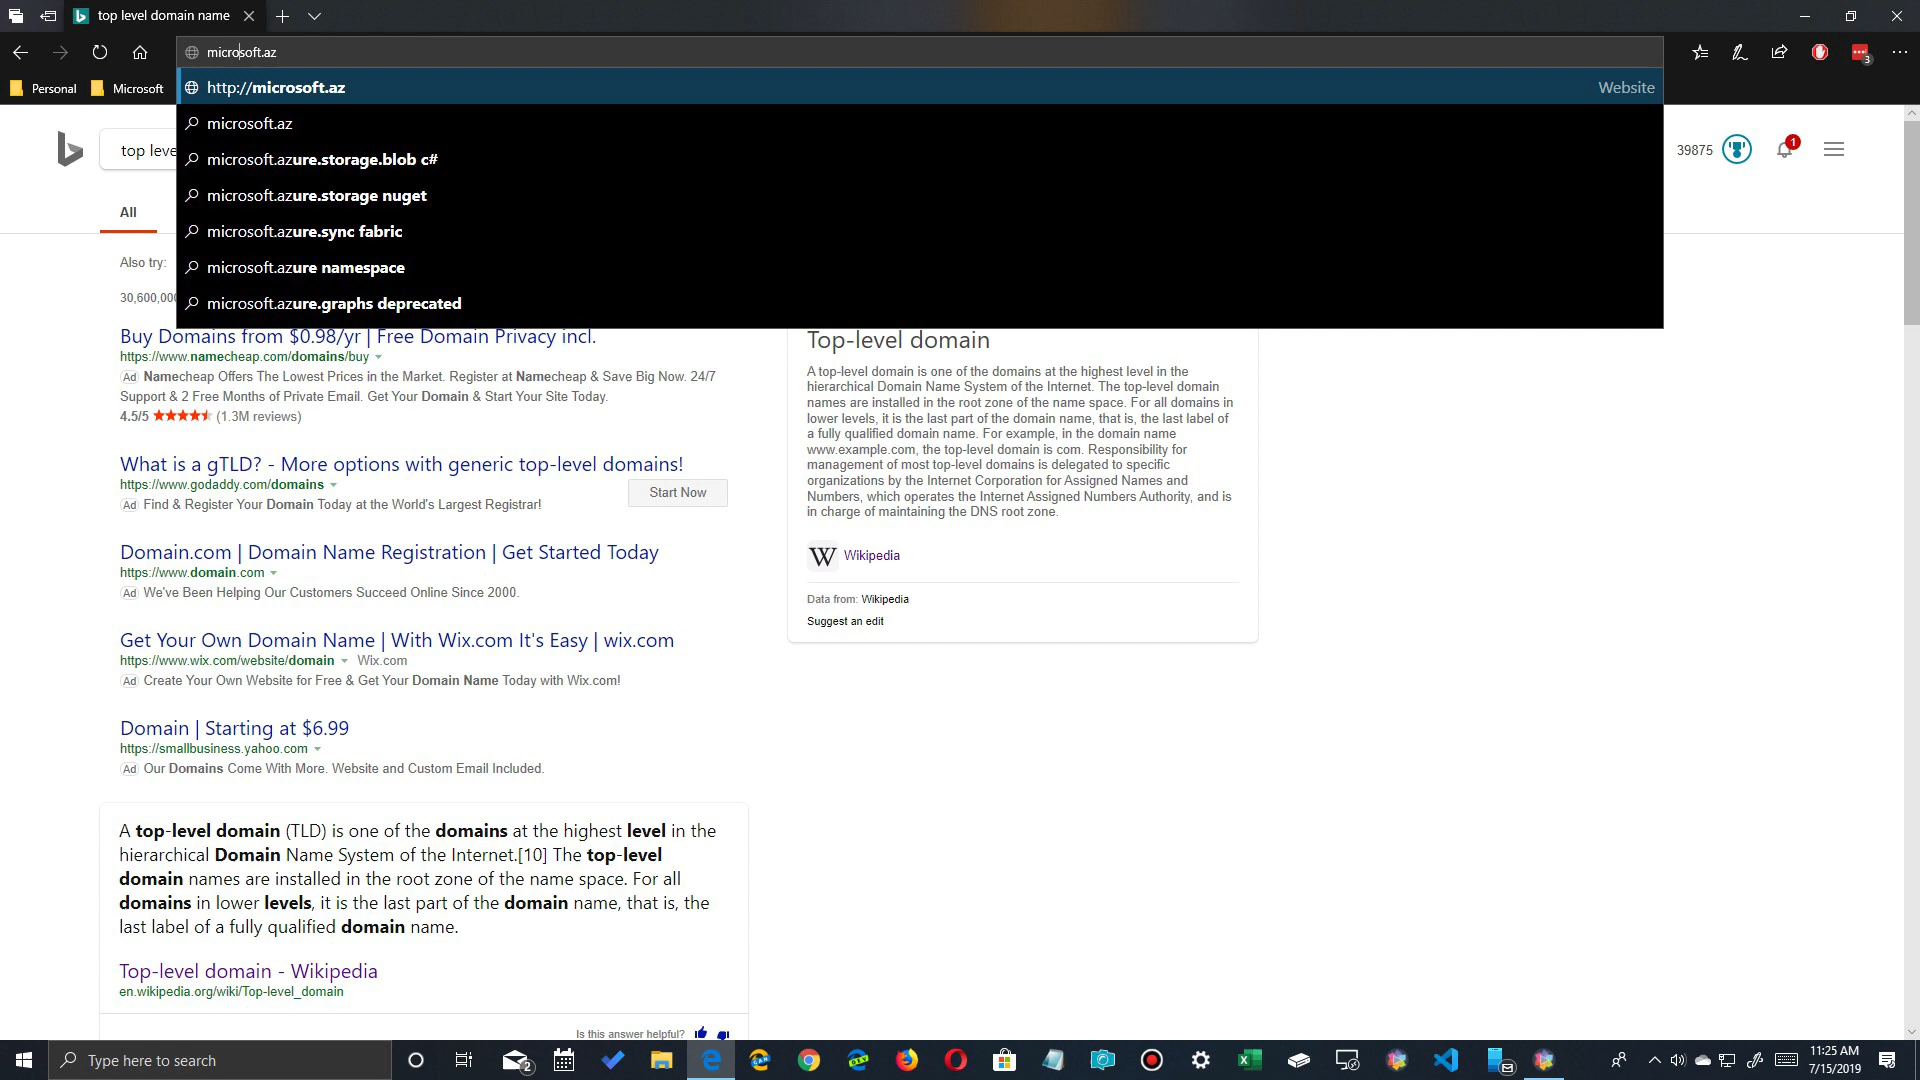 top level domain name
microsoft.az
Personal
Microsoft
http://microsoft.az
Website
microsoft.az
microsoft.azure.storage.blob c#
microsoft.azure.storage nuget
microsoft.azure.sync fabric
microsoft.azure namespace
microsoft.azure.graphs deprecated
3
top leve
39875
1
All
Also try:
30,600,000
Buy Domains from $0.98/yr | Free Domain Privacy incl.
https://www.namecheap.com/domains/buy
Ad Namecheap Offers The Lowest Prices in the Market. Register at Namecheap & Save Big Now. 24/7
Support & 2 Free Months of Private Email. Get Your Domain & Start Your Site Today.
4.5/5 (1.3M reviews)
What is a gTLD? - More options with generic top-level domains!
https://www.godaddy.com/domains
Ad Find & Register Your Domain Today at the World's Largest Registrar!
Start Now
Domain.com | Domain Name Registration | Get Started Today
https://www.domain.com
Ad We've Been Helping Our Customers Succeed Online Since 2000.
Get Your Own Domain Name | With Wix.com It's Easy | wix.com
https://www.wix.com/website/domain Wix.com
Ad Create Your Own Website for Free & Get Your Domain Name Today with Wix.com!
Domain | Starting at $6.99
https://smallbusiness.yahoo.com
Ad Our Domains Come With More. Website and Custom Email Included.
A top-level domain (TLD) is one of the domains at the highest level in the
hierarchical Domain Name System of the Internet.[10] The top-level
domain names are installed in the root zone of the name space. For all
domains in lower levels, it is the last part of the domain name, that is, the
last label of a fully qualified domain name.
Top-level domain - Wikipedia
en.wikipedia.org/wiki/Top-level_domain
Is this answer helpful?
Top-level domain
A top-level domain is one of the domains at the highest level in the
hierarchical Domain Name System of the Internet. The top-level domain
names are installed in the root zone of the name space. For all domains in
lower levels, it is the last part of the domain name, that is, the last label of
a fully qualified domain name. For example, in the domain name
www.example.com, the top-level domain is com. Responsibility for
management of most top-level domains is delegated to specific
organizations by the Internet Corporation for Assigned Names and
Numbers, which operates the Internet Assigned Numbers Authority, and is
in charge of maintaining the DNS root zone.
W Wikipedia
Data from: Wikipedia
Suggest an edit
Type here to search
2
11:25 AM
7/15/2019